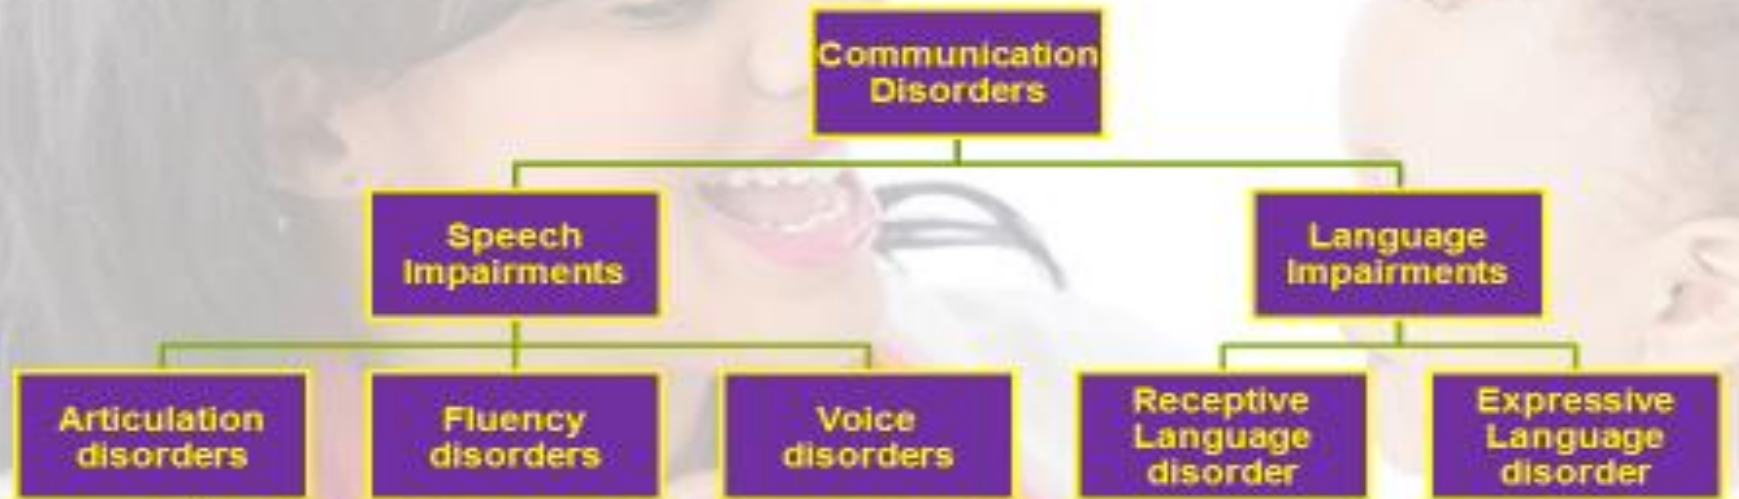 Communication
Disorders
Speech
Impairments
Language
Impairments
Articulation
disorders
Fluency
disorders
Voice
disorders
Receptive
Language
disorder
Expressive
Language
disorder